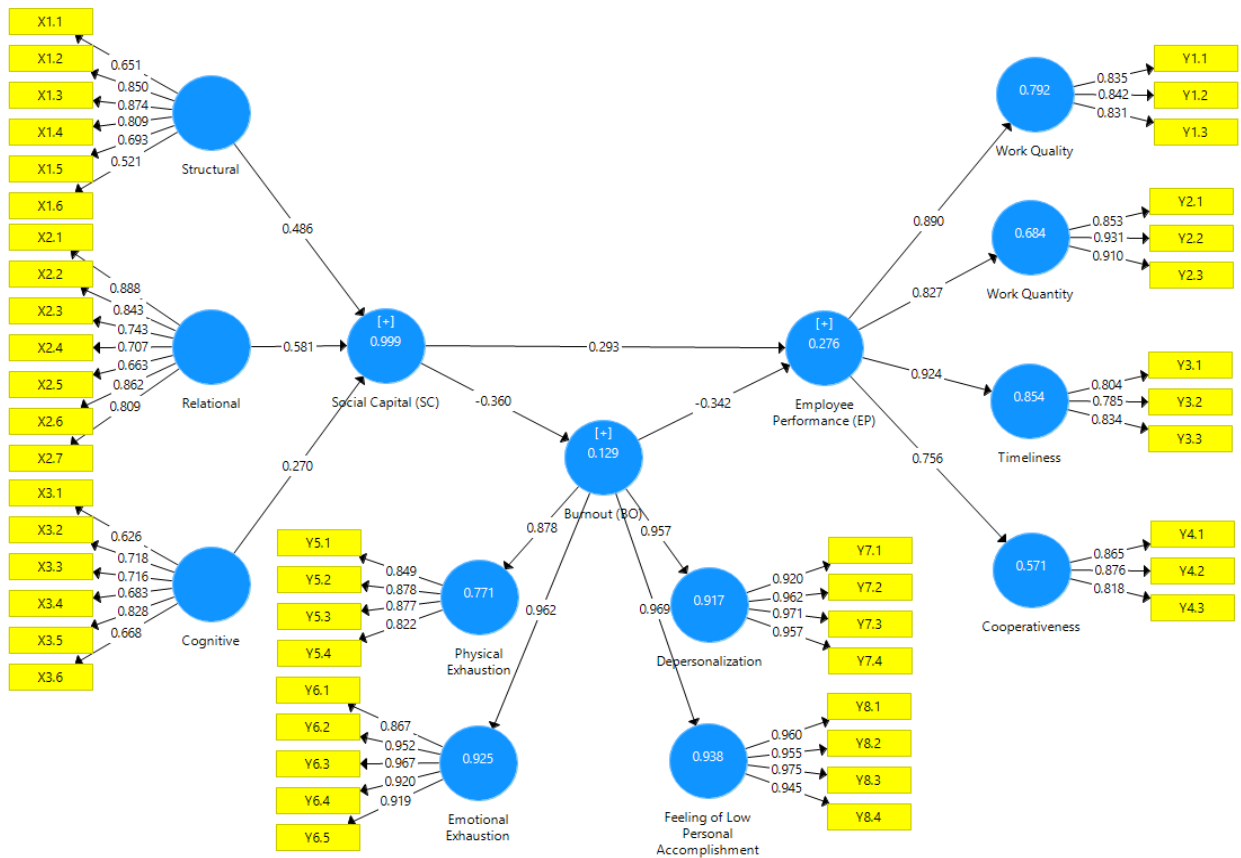 X1.1
X1.2
X1.3
X1.4
X1.5
X1.6
0.651
0.850
0.874
0.809
0.693
0.521
Structural
X2.1
X2.2
X2.3
X2.4
X2.5
X2.6
X2.7
0.888
0.843
0.743
0.707
0.663
0.862
0.809
Relational
X3.1
X3.2
X3.3
X3.4
X3.5
X3.6
0.626
0.718
0.716
0.683
0.828
0.668
Cognitive
0.486
0.581
0.270
[+]
0.999
Social Capital (SC)
0.293
-0.360
-0.342
[+]
0.129
Burnout (BO)
[+]
0.276
Employee
Performance (EP)
0.890
0.827
0.924
0.756
0.792
Work Quality
0.835
0.842
0.831
Y1.1
Y1.2
Y1.3
0.684
Work Quantity
0.853
0.931
0.910
Y2.1
Y2.2
Y2.3
0.854
Timeliness
0.804
0.785
0.834
Y3.1
Y3.2
Y3.3
0.571
Cooperativeness
0.865
0.876
0.818
Y4.1
Y4.2
Y4.3
0.878
0.962
0.957
0.969
Y5.1
Y5.2
Y5.3
Y5.4
0.849
0.878
0.877
0.822
0.771
Physical
Exhaustion
Y6.1
Y6.2
Y6.3
Y6.4
Y6.5
0.867
0.952
0.967
0.920
0.919
0.925
Emotional
Exhaustion
0.917
Depersonalization
0.920
0.962
0.971
0.957
Y7.1
Y7.2
Y7.3
Y7.4
0.938
Feeling of Low
Personal
Accomplishment
0.960
0.955
0.975
0.945
Y8.1
Y8.2
Y8.3
Y8.4